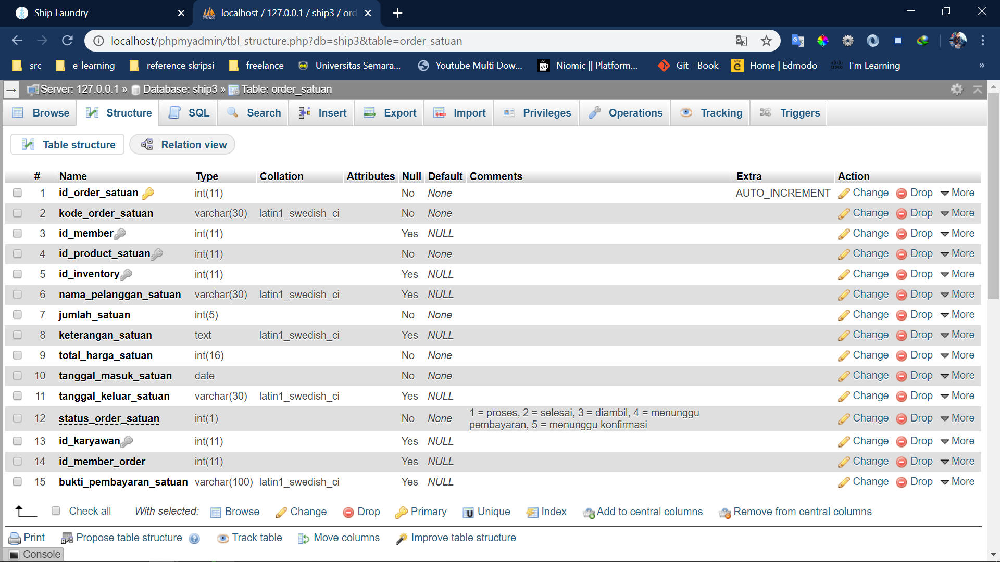 Ship Laundry
localhost / 127.0.0.1 / ship3 / ord
localhost/phpmyadmin/tbl_structure.php?db=ship3&table=order_satuan
src e-learning reference skripsi freelance Universitas Semara... Youtube Multi Dow... Niomic || Platform... Git - Book Home | Edmodo I'm Learning »
Server: 127.0.0.1 » Database: ship3 » Table: order_satuan
Browse Structure SQL Search Insert Export Import Privileges Operations Tracking Triggers
Table structure Relation view
# Name Type Collation Attributes Null Default Comments Extra Action
1 id_order_satuan int(11) No None AUTO_INCREMENT Change Drop More
2 kode_order_satuan varchar(30) latin1_swedish_ci No None Change Drop More
3 id_member int(11) Yes NULL Change Drop More
4 id_product_satuan int(11) No None Change Drop More
5 id_inventory int(11) Yes NULL Change Drop More
6 nama_pelanggan_satuan varchar(30) latin1_swedish_ci Yes NULL Change Drop More
7 jumlah_satuan int(5) No None Change Drop More
8 keterangan_satuan text latin1_swedish_ci Yes NULL Change Drop More
9 total_harga_satuan int(16) No None Change Drop More
10 tanggal_masuk_satuan date No None Change Drop More
11 tanggal_keluar_satuan varchar(30) latin1_swedish_ci Yes NULL Change Drop More
12 status_order_satuan int(1) No None 1 = proses, 2 = selesai, 3 = diambil, 4 = menunggu
pembayaran, 5 = menunggu konfirmasi Change Drop More
13 id_karyawan int(11) Yes NULL Change Drop More
14 id_member_order int(11) Yes NULL Change Drop More
15 bukti_pembayaran_satuan varchar(100) latin1_swedish_ci Yes NULL Change Drop More
Check all With selected: Browse Change Drop Primary Unique Index Add to central columns Remove from central columns
Print Propose table structure Track table Move columns Improve table structure
Console